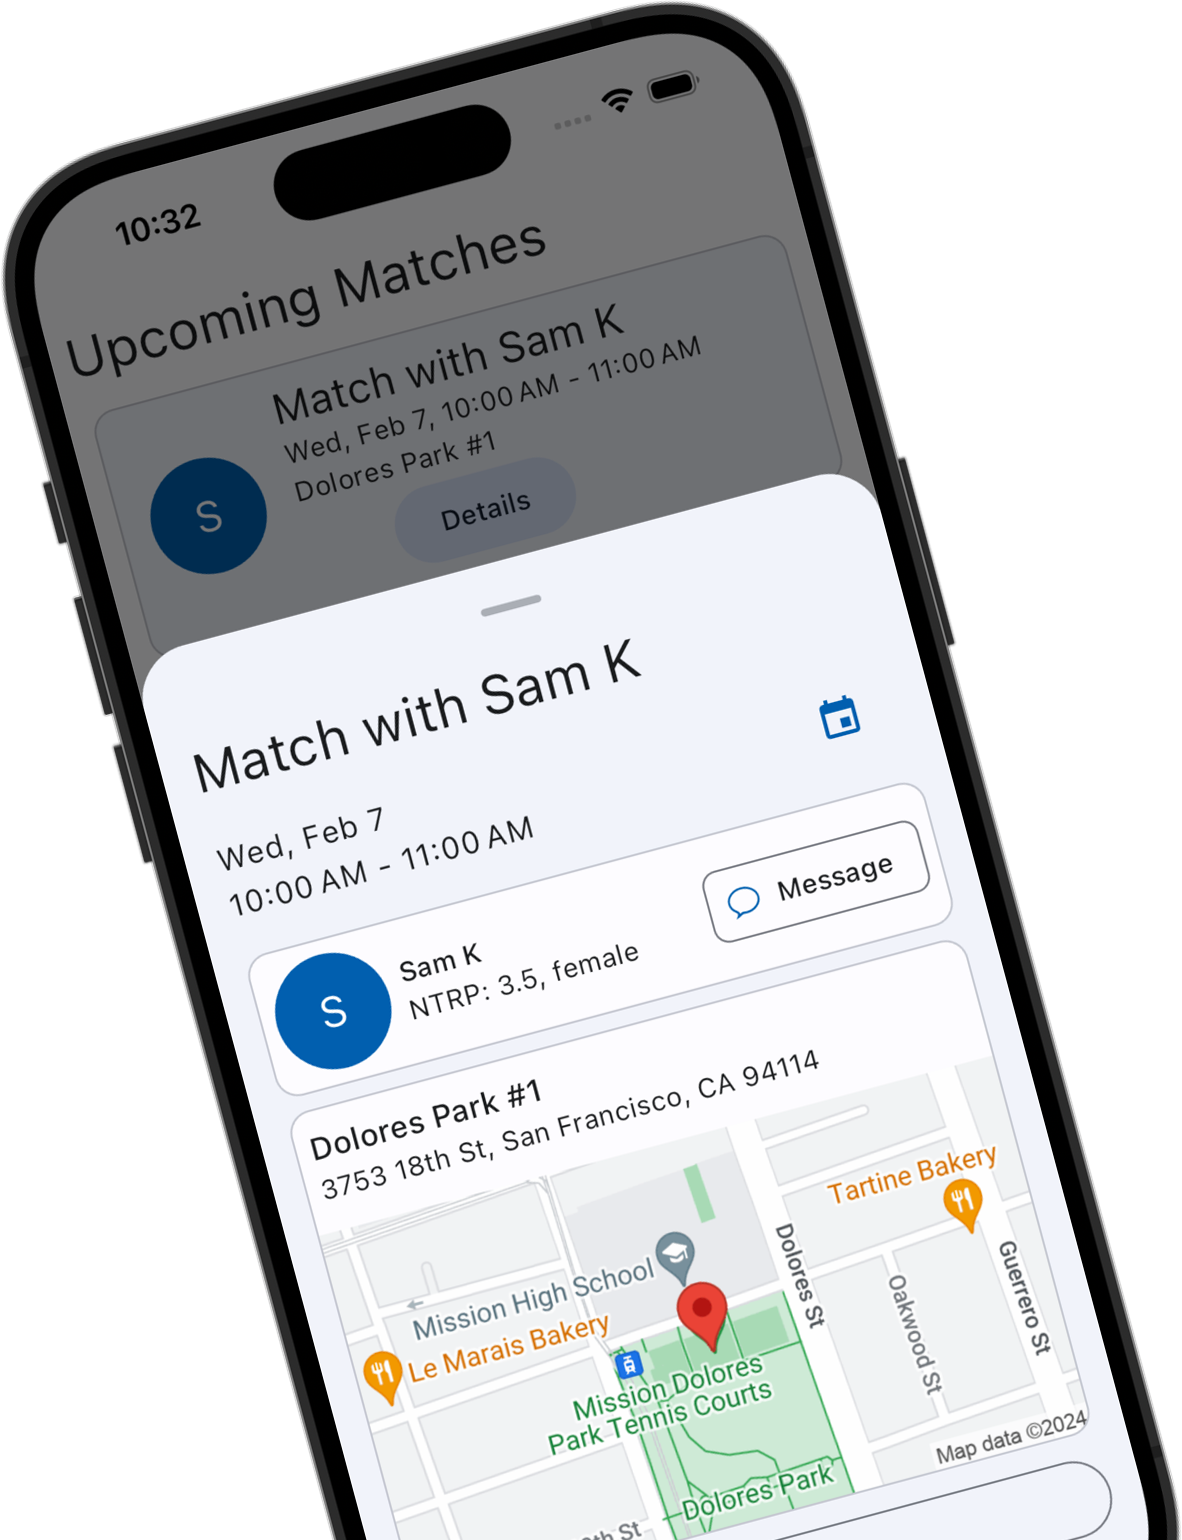 10:32
Upcoming Matches
Match with Sam K
Wed, Feb 7, 10:00 AM - 11:00 AM
Dolores Park #1
S
Details
Match with Sam K
Wed, Feb 7
10:00 AM - 11:00 AM
S
Sam K
NTRP: 3.5, female
Message
Dolores Park #1
3753 18th St, San Francisco, CA 94114
Tartine Bakery
Dolores St
Guerrero St
Oakwood St
Mission High School
Le Marais Bakery
Mission Dolores
Park Tennis Courts
Dolores Park
Map data ©2024
St